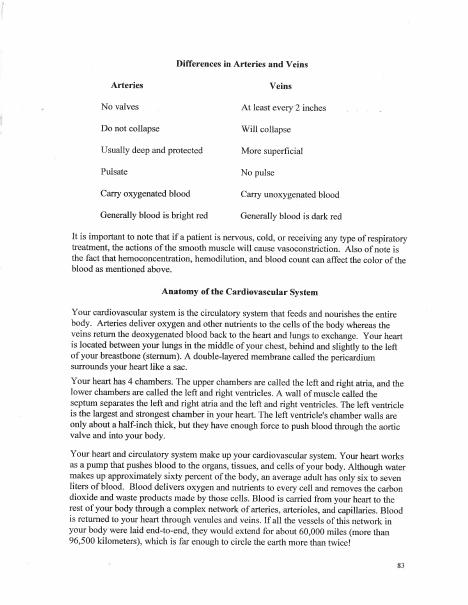 Differences in Arteries and Veins
Arteries Veins
No valves At least every 2 inches
Do not collapse Will collapse
Usually deep and protected More superficial
Pulsate No pulse
Carry oxygenated blood Carry unoxygenated blood
Generally blood is bright red Generally blood is dark red
It is important to note that if a patient is nervous, cold, or receiving any type of respiratory
treatment, the actions of the smooth muscle will cause vasoconstriction. Also of note is
the fact that hemoconcentration, hemodilution, and blood count can affect the color of the
blood as mentioned above.
Anatomy of the Cardiovascular System
Your cardiovascular system is the circulatory system that feeds and nourishes the entire
body. Arteries deliver oxygen and other nutrients to the cells of the body whereas the
veins return the deoxygenated blood back to the heart and lungs to exchange. Your heart
is located between your lungs in the middle of your chest, behind and slightly to the left
of your breastbone (sternum). A double-layered membrane called the pericardium
surrounds your heart like a sac.
Your heart has 4 chambers. The upper chambers are called the left and right atria, and the
lower chambers are called the left and right ventricles. A wall of muscle called the
septum separates the left and right atria and the left and right ventricles. The left ventricle
is the largest and strongest chamber in your heart. The left ventricle's chamber walls are
only about a half-inch thick, but they have enough force to push blood through the aortic
valve and into your body.
Your heart and circulatory system make up your cardiovascular system. Your heart works
as a pump that pushes blood to the organs, tissues, and cells of your body. Although water
makes up approximately sixty percent of the body, an average adult has only six to seven
liters of blood. Blood delivers oxygen and nutrients to every cell and removes the carbon
dioxide and waste products made by those cells. Blood is carried from your heart to the
rest of your body through a complex network of arteries, arterioles, and capillaries. Blood
is returned to your heart through venules and veins. If all the vessels of this network in
your body were laid end-to-end, they would extend for about 60,000 miles (more than
96,500 kilometers), which is far enough to circle the earth more than twice!
83